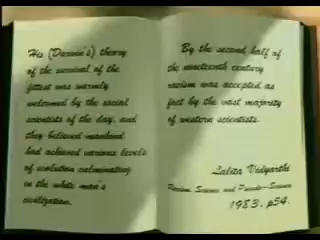 His (Darwin's) theory
of the survival of the
fittest was warmly
welcomed by the social
scientists of the day, and
they believed mankind
had achieved various levels
of evolution culminating
in the white man's
civilization.
By the second half of
the nineteenth century
racism was accepted as
fact by the vast majority
of western scientists.
Lalita Vidyarthi
Racism, Science and Pseudo-Science
1983, p54.